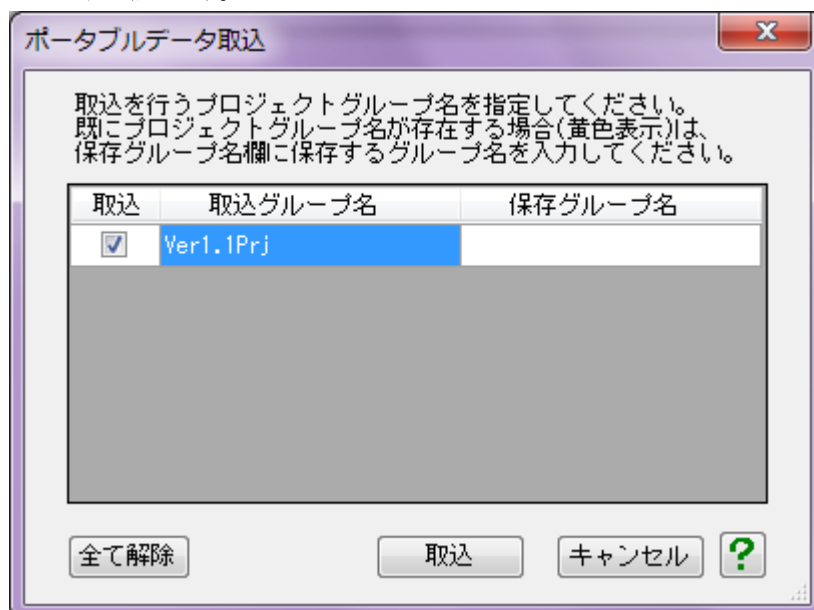 ポータブルデータ取込
取込を行うプロジェクトグループ名を指定してください。
既にプロジェクトグループ名が存在する場合(黄色表示)は、
保存グループ名欄に保存するグループ名を入力してください。
取込 取込グループ名 保存グループ名
Ver1.1Prj
全て解除 取込 キャンセル ?